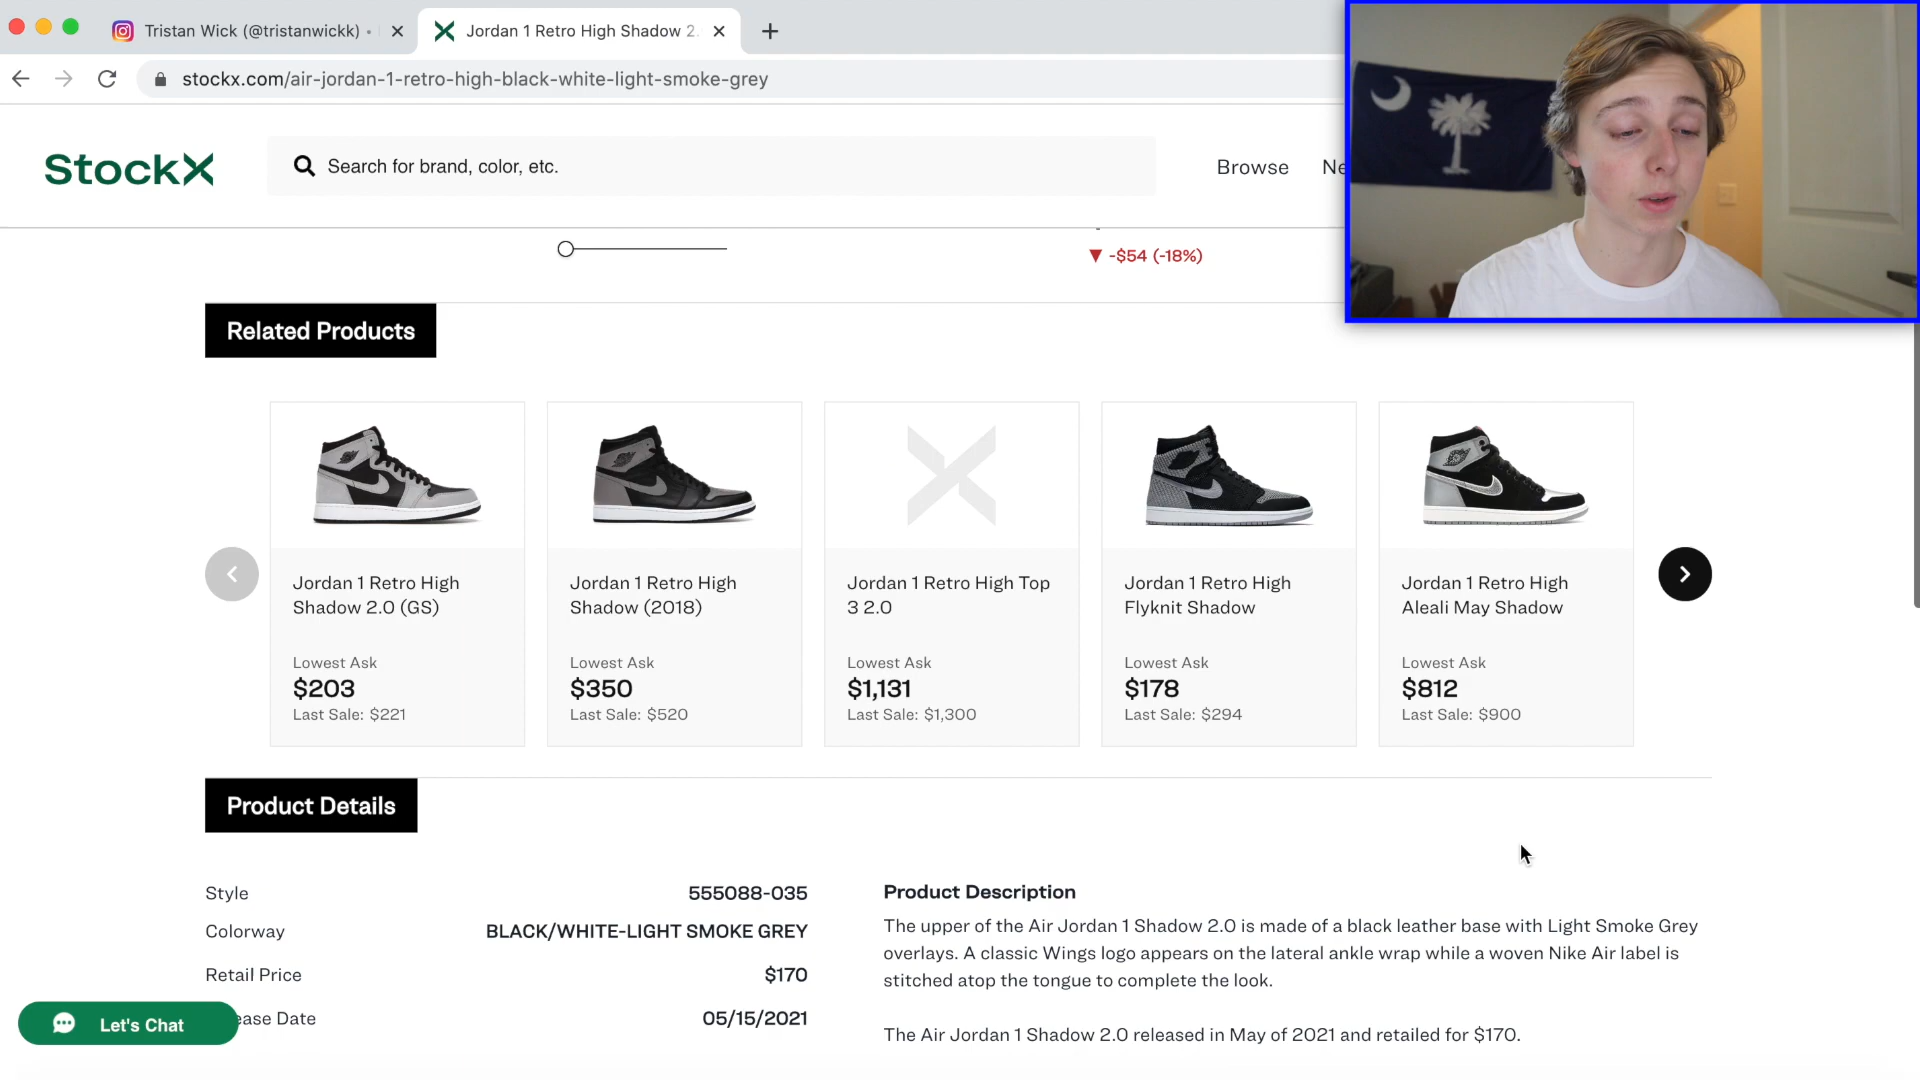 Tristan Wick (@tristanwickk) •
Jordan 1 Retro High Shadow 2.
stockx.com/air-jordan-1-retro-high-black-white-light-smoke-grey
StockX
Search for brand, color, etc.
Browse
Ne
-$54 (-18%)
Related Products
Jordan 1 Retro High
Shadow 2.0 (GS)
Lowest Ask
$203
Last Sale: $221
Jordan 1 Retro High
Shadow (2018)
Lowest Ask
$350
Last Sale: $520
Jordan 1 Retro High Top
3 2.0
Lowest Ask
$1,131
Last Sale: $1,300
Jordan 1 Retro High
Flyknit Shadow
Lowest Ask
$178
Last Sale: $294
Jordan 1 Retro High
Aleali May Shadow
Lowest Ask
$812
Last Sale: $900
Product Details
Style 555088-035
Colorway BLACK/WHITE-LIGHT SMOKE GREY
Retail Price $170
ease Date 05/15/2021
Let's Chat
Product Description
The upper of the Air Jordan 1 Shadow 2.0 is made of a black leather base with Light Smoke Grey
overlays. A classic Wings logo appears on the lateral ankle wrap while a woven Nike Air label is
stitched atop the tongue to complete the look.
The Air Jordan 1 Shadow 2.0 released in May of 2021 and retailed for $170.